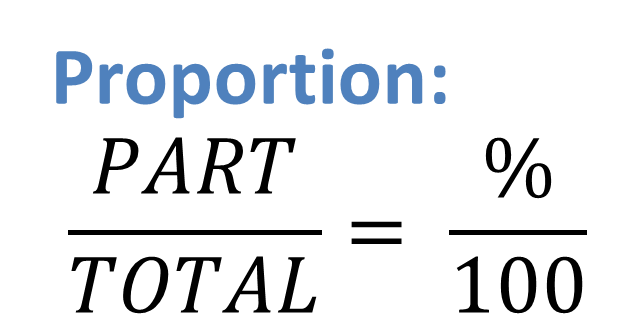 Proportion:
PART %
TOTAL = 100